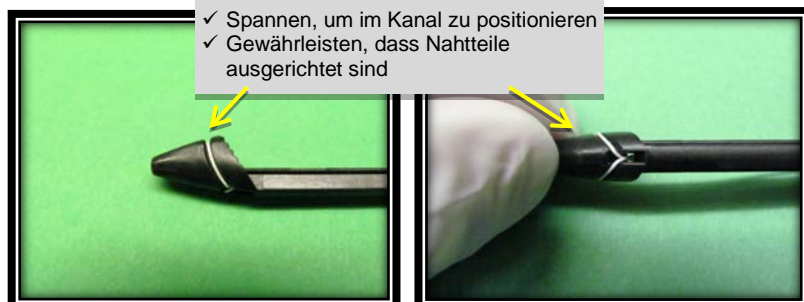 ✓ Spannen, um im Kanal zu positionieren
✓ Gewährleisten, dass Nahtteile
ausgerichtet sind